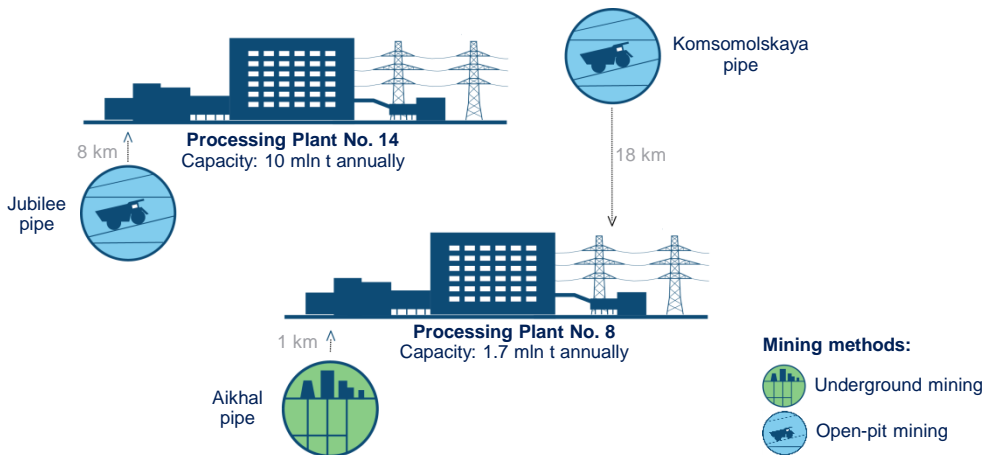 Komsomolskaya
pipe
Processing Plant No. 14
Capacity: 10 mln t annually
8 km
18 km
Jubilee
pipe
Processing Plant No. 8
Capacity: 1.7 mln t annually
1 km
Aikhal
pipe
Mining methods:
Underground mining
Open-pit mining